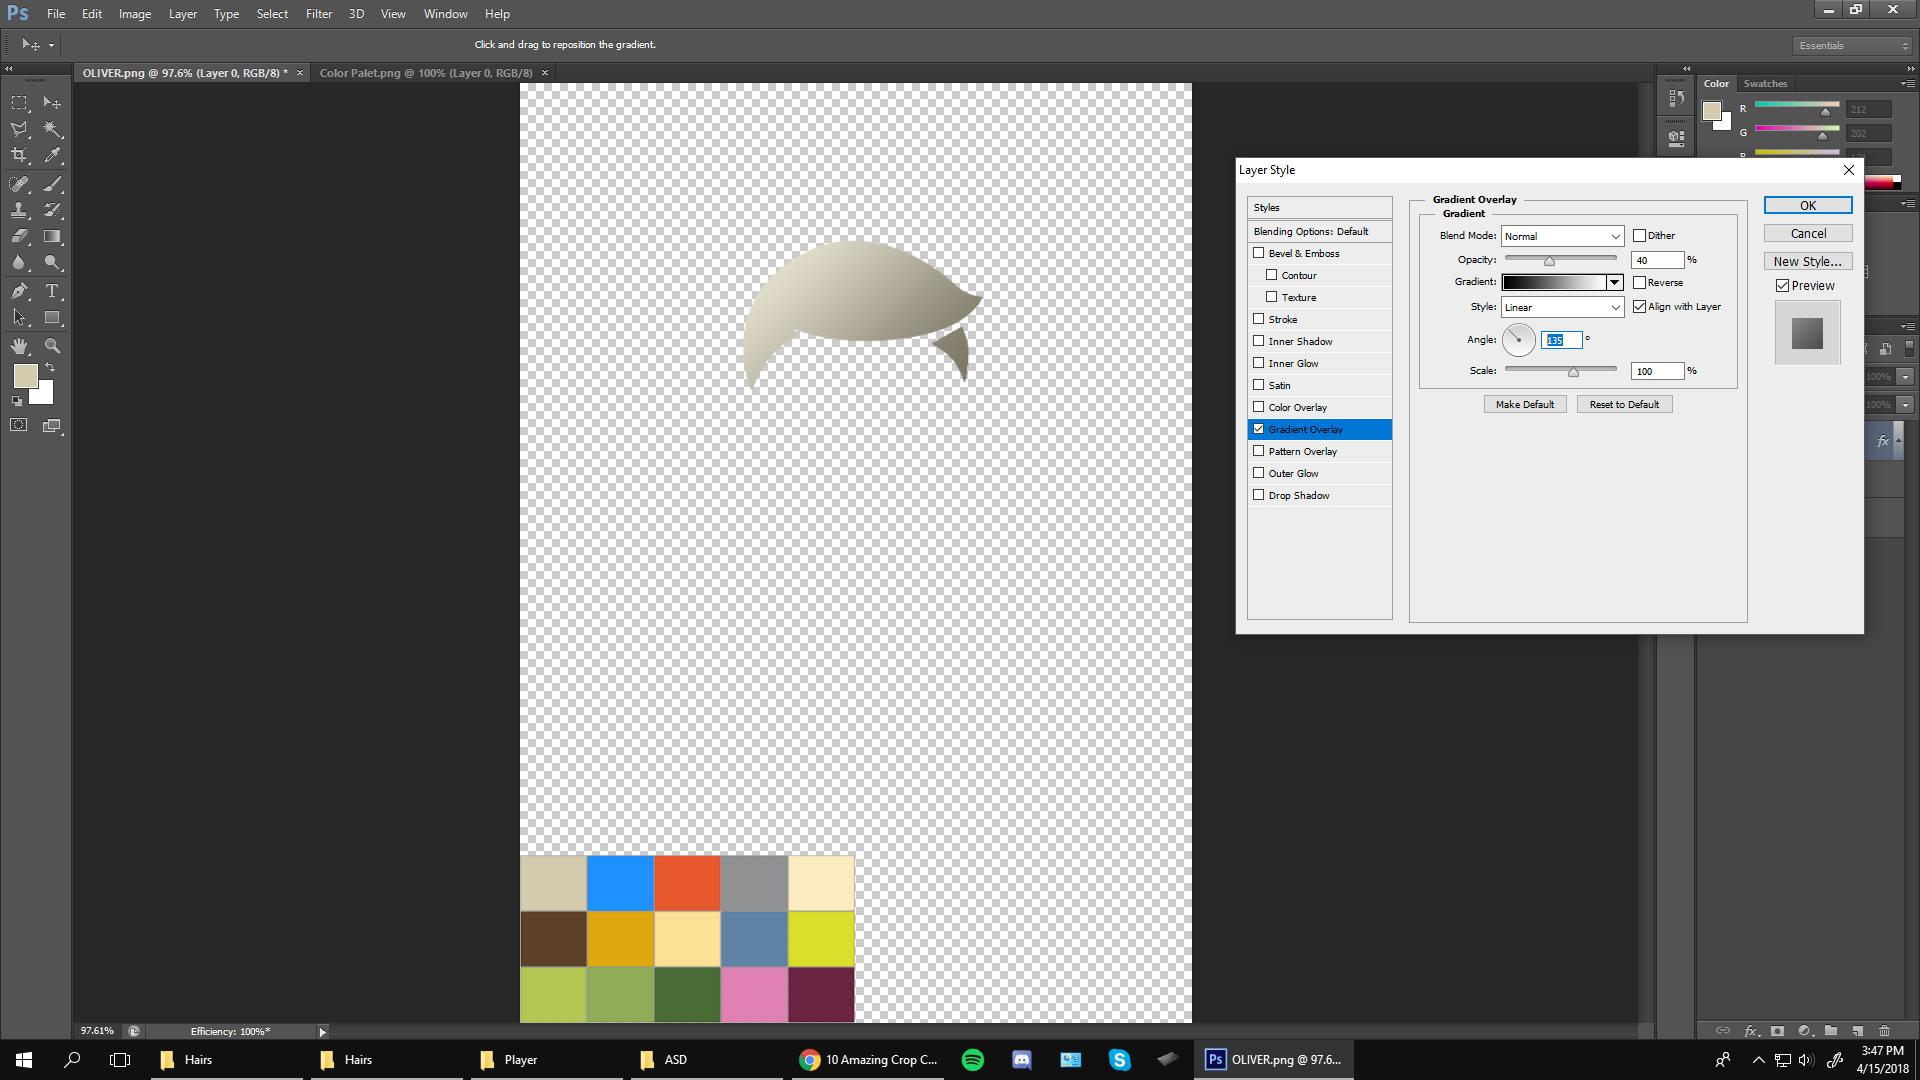 Ps File Edit Image Layer Type Select Filter 3D View Window Help
Click and drag to reposition the gradient.
Essentials
OLIVER.png @ 97.6% (Layer 0, RGB/8) * × Color Palet.png @ 100% (Layer 0, RGB/8) ×
Color Swatches
R 212
G 202
Layer Style
Styles
Blending Options: Default
Bevel & Emboss
Contour
Texture
Stroke
Inner Shadow
Inner Glow
Satin
Color Overlay
Gradient Overlay
Pattern Overlay
Outer Glow
Drop Shadow
Gradient Overlay
Gradient
Blend Mode: Normal Dither
Opacity: 40 %
Gradient: Reverse
Style: Linear Align with Layer
Angle: 135 °
Scale: 100 %
Make Default Reset to Default
OK
Cancel
New Style...
Preview
100%
100%
fx
T
97.61% Efficiency: 100%*
fx
Hairs Hairs Player ASD 10 Amazing Crop C... Ps OLIVER.png @ 97.6...
3:47 PM
4/15/2018